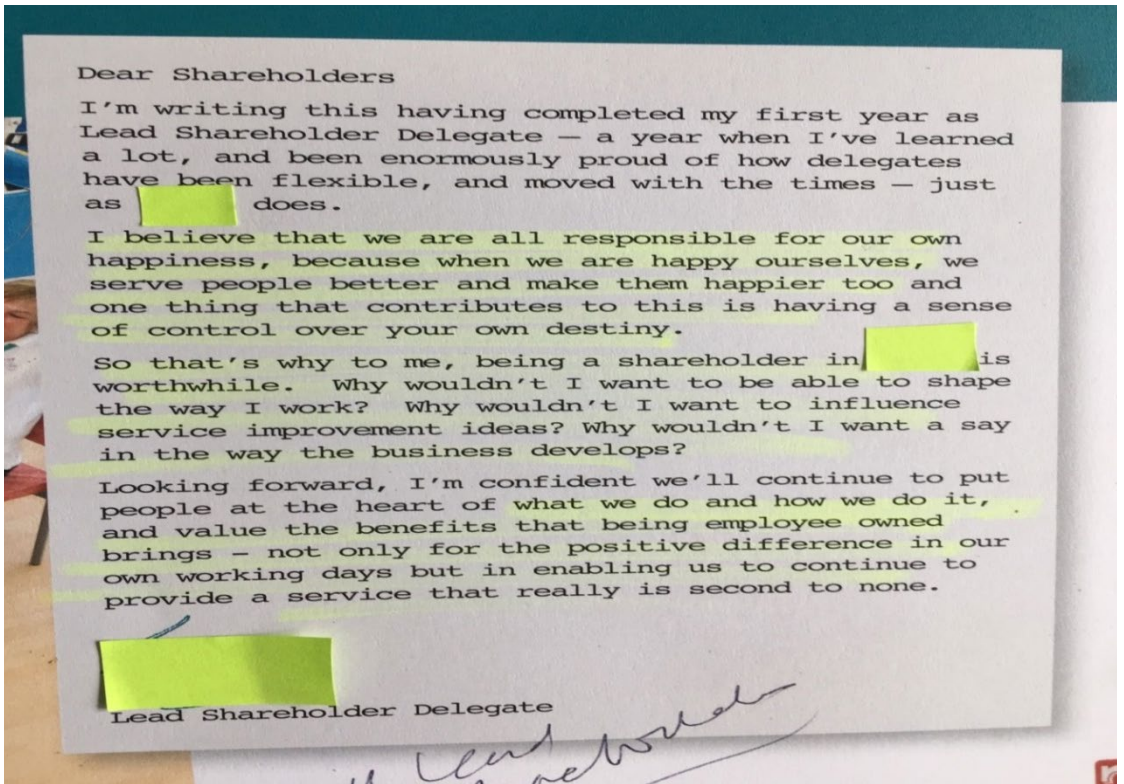 Dear Shareholders
I'm writing this having completed my first year as
Lead Shareholder Delegate — a year when I've learned
a lot, and been enormously proud of how delegates
have been flexible, and moved with the times — just
as does.
I believe that we are all responsible for our own
happiness, because when we are happy ourselves, we
serve people better and make them happier too and
one thing that contributes to this is having a sense
of control over your own destiny.
So that's why to me, being a shareholder in is
worthwhile. Why wouldn't I want to be able to shape
the way I work? Why wouldn't I want to influence
service improvement ideas? Why wouldn't I want a say
in the way the business develops?
Looking forward, I'm confident we'll continue to put
people at the heart of what we do and how we do it,
and value the benefits that being employee owned
brings — not only for the positive difference in our
own working days but in enabling us to continue to
provide a service that really is second to none.
Lead Shareholder Delegate
Lead